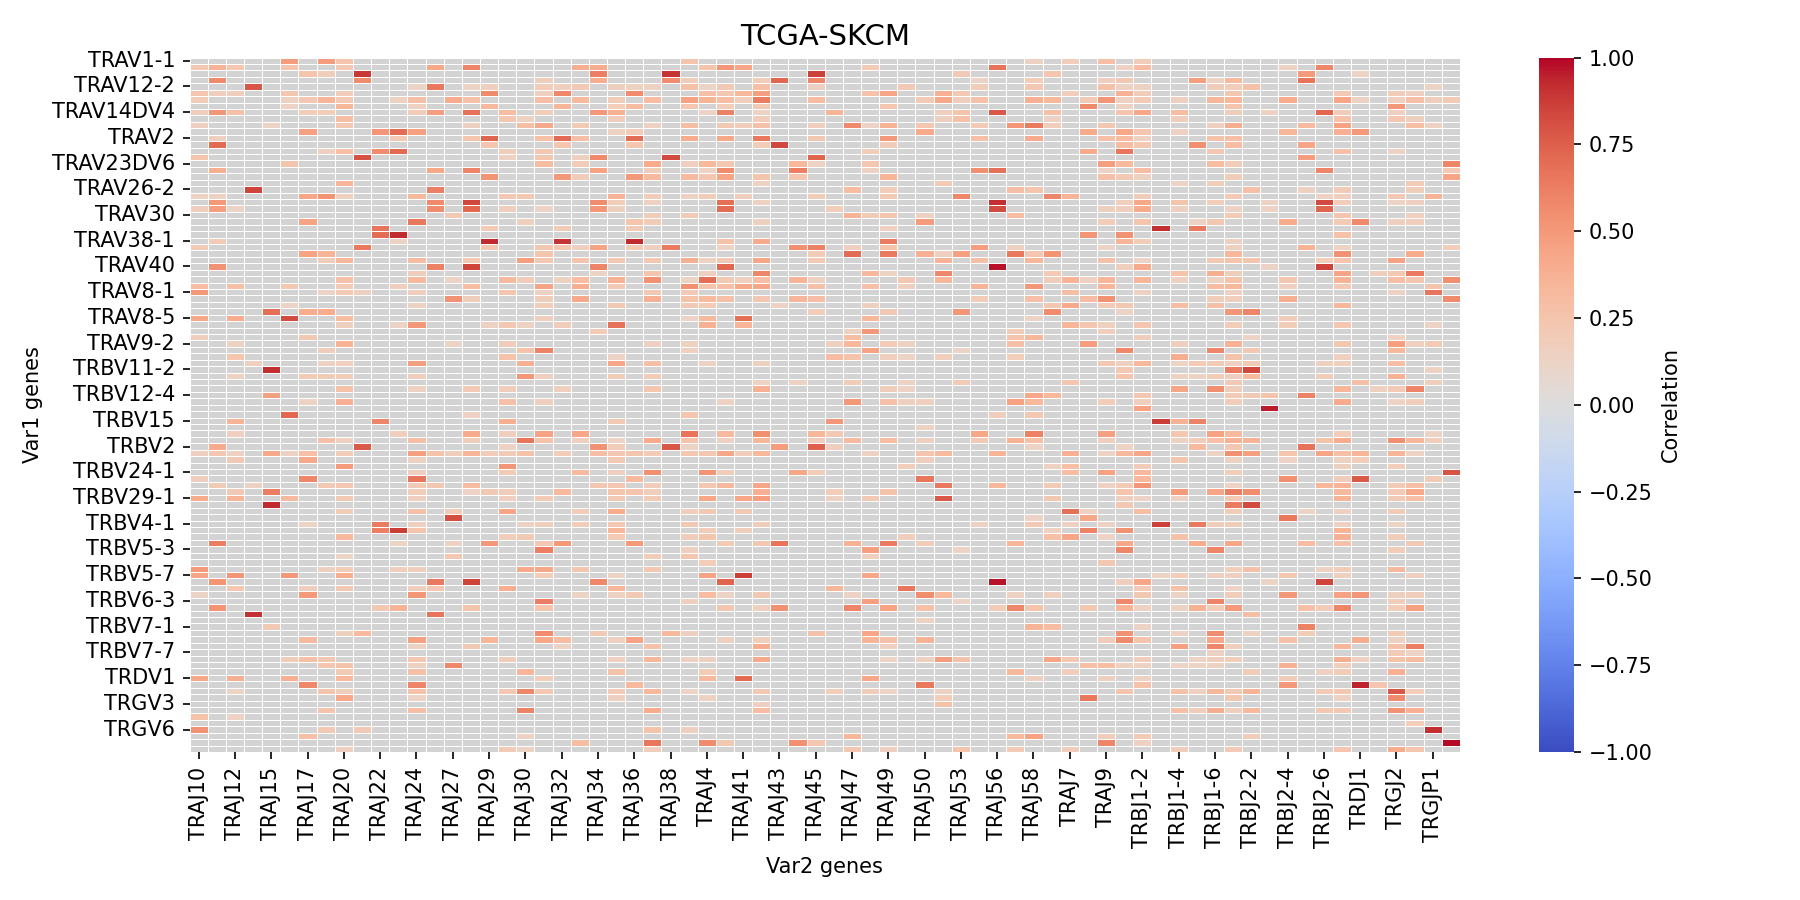 TCGA-SKCM
Var1 genes
TRAV1-1
TRAV12-2
TRAV14DV4
TRAV2
TRAV23DV6
TRAV26-2
TRAV30
TRAV38-1
TRAV40
TRAV8-1
TRAV8-5
TRAV9-2
TRBV11-2
TRBV12-4
TRBV15
TRBV2
TRBV24-1
TRBV29-1
TRBV4-1
TRBV5-3
TRBV5-7
TRBV6-3
TRBV7-1
TRBV7-7
TRDV1
TRGV3
TRGV6
TRAJ10
TRAJ12
TRAJ15
TRAJ17
TRAJ20
TRAJ22
TRAJ24
TRAJ27
TRAJ29
TRAJ30
TRAJ32
TRAJ34
TRAJ36
TRAJ38
TRAJ4
TRAJ41
TRAJ43
TRAJ45
TRAJ47
TRAJ49
TRAJ50
TRAJ53
TRAJ56
TRAJ58
TRAJ7
TRAJ9
TRBJ1-2
TRBJ1-4
TRBJ1-6
TRBJ2-2
TRBJ2-4
TRBJ2-6
TRDJ1
TRGJ2
TRGJP1
Var2 genes
1.00
0.75
0.50
0.25
0.00
−0.25
−0.50
−0.75
−1.00
Correlation